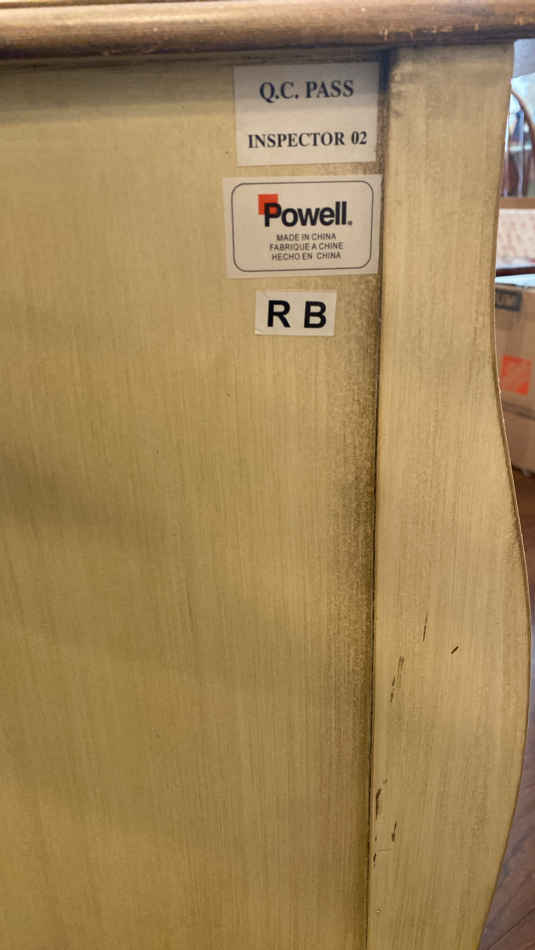 Q.C. PASS
INSPECTOR 02
Powell®
MADE IN CHINA
FABRIQUE A CHINE
HECHO EN CHINA
R B